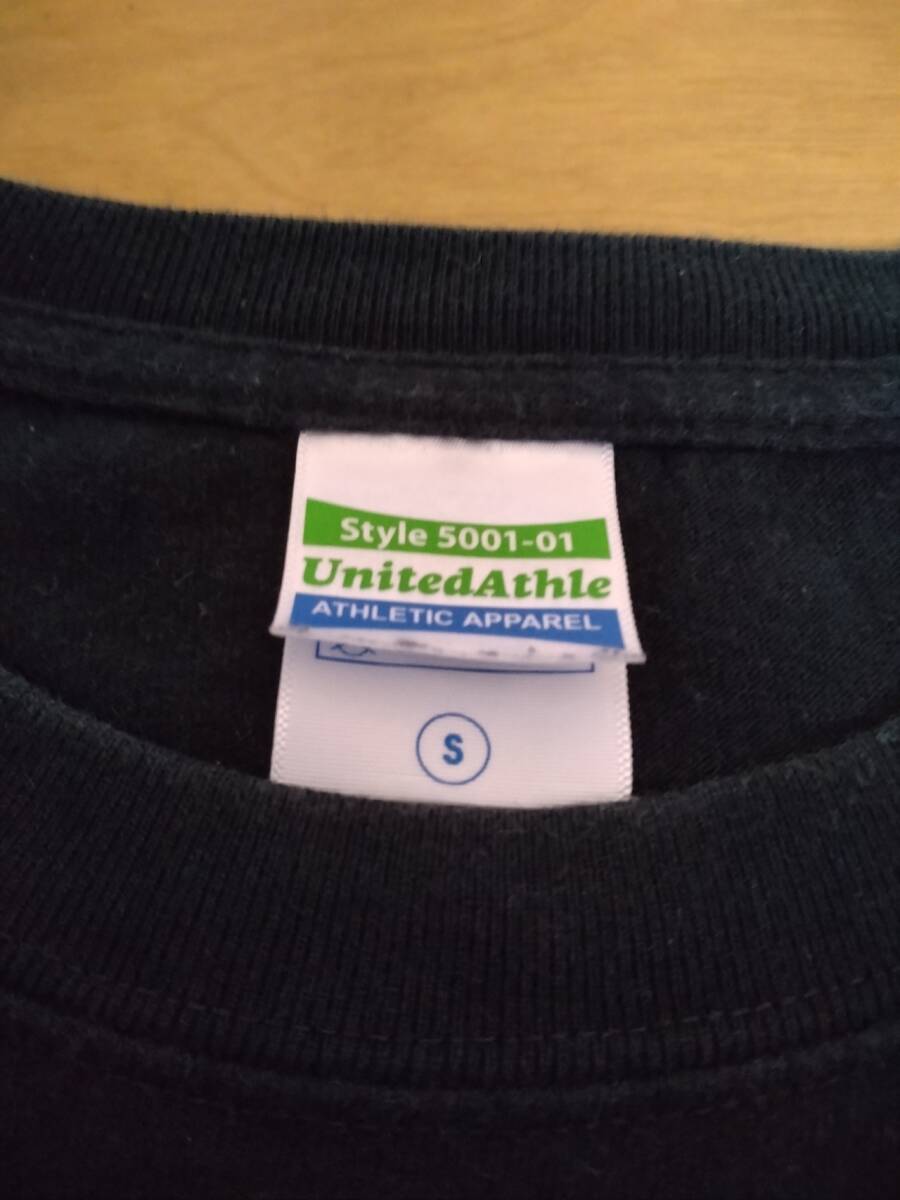 Style 5001-01
UnitedAthle
ATHLETIC APPAREL
S